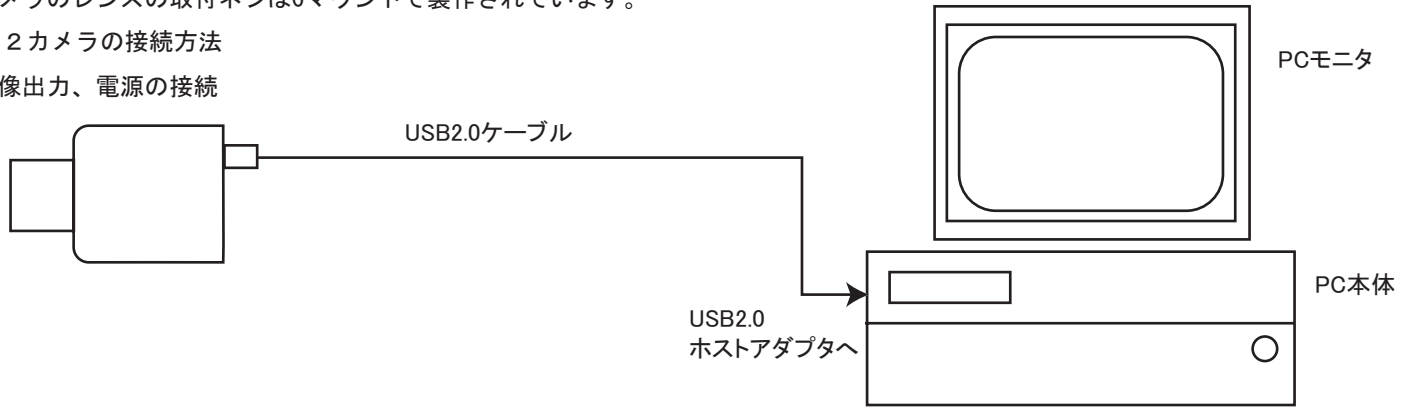 メラのレンズの取付ネジはCマウントで製作されています。
２カメラの接続方法
像出力、電源の接続
PCモニタ
USB2.0ケーブル
PC本体
USB2.0
ホストアダプタへ